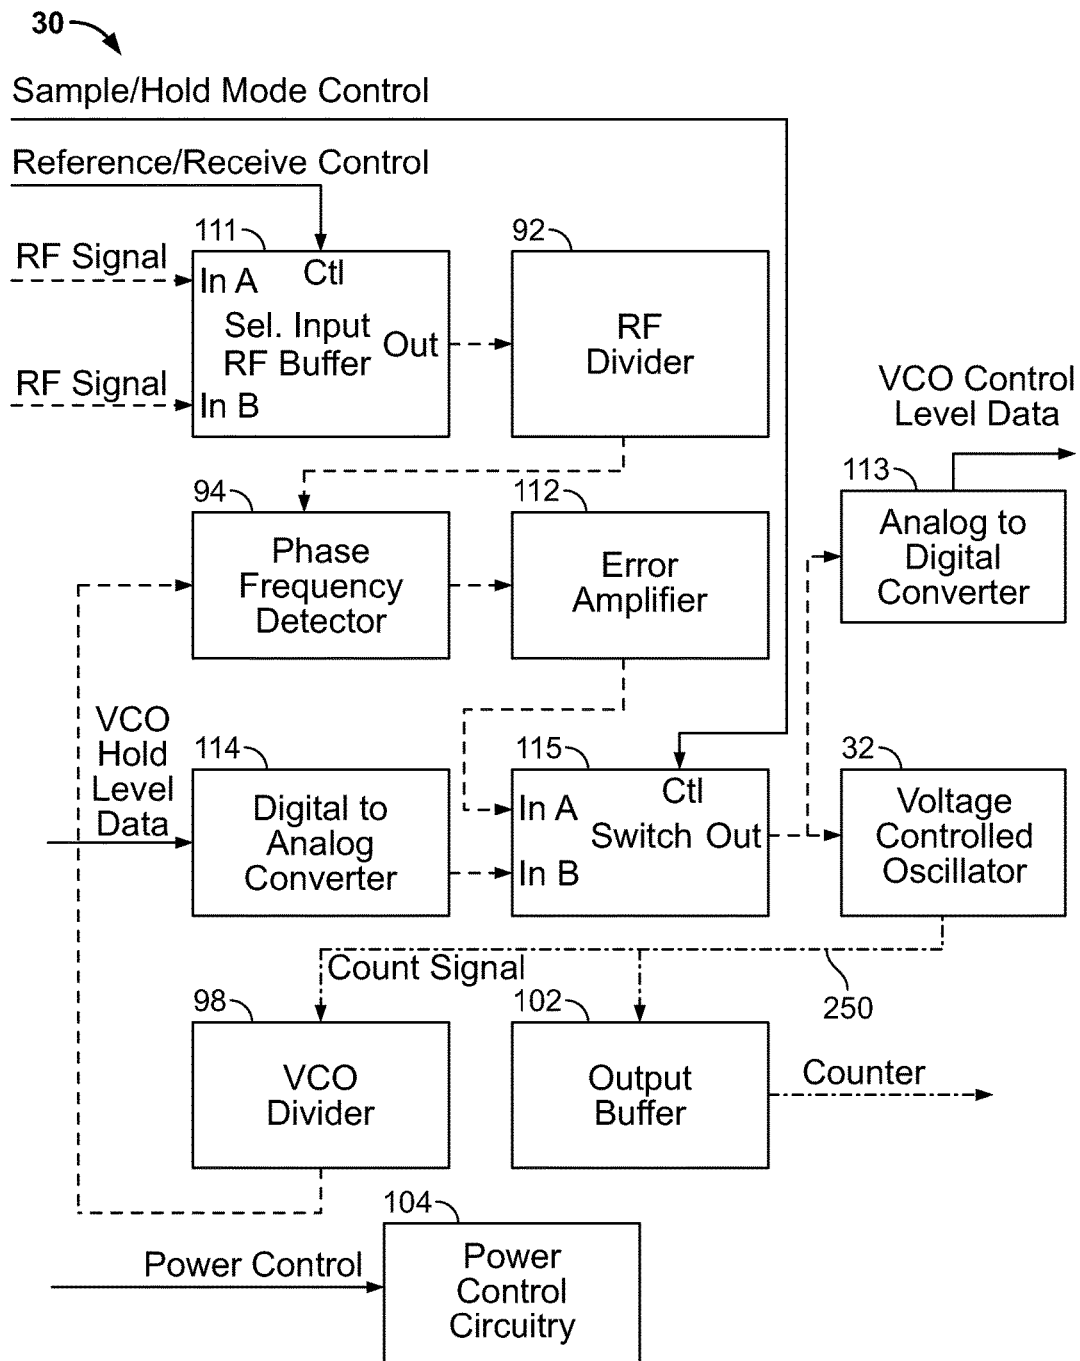 30
Sample/Hold Mode Control
Reference/Receive Control
111
92
RF Signal
In A
Ctl
Sel. Input
RF Buffer
Out
RF Signal
In B
RF
Divider
VCO Control
Level Data
94
112
113
Phase
Frequency
Detector
Error
Amplifier
Analog to
Digital
Converter
VCO
Hold
Level
Data
114
115
32
Digital to
Analog
Converter
In A
Ctl
Switch Out
In B
Voltage
Controlled
Oscillator
Count Signal
250
98
102
VCO
Divider
Output
Buffer
Counter
104
Power Control
Power
Control
Circuitry